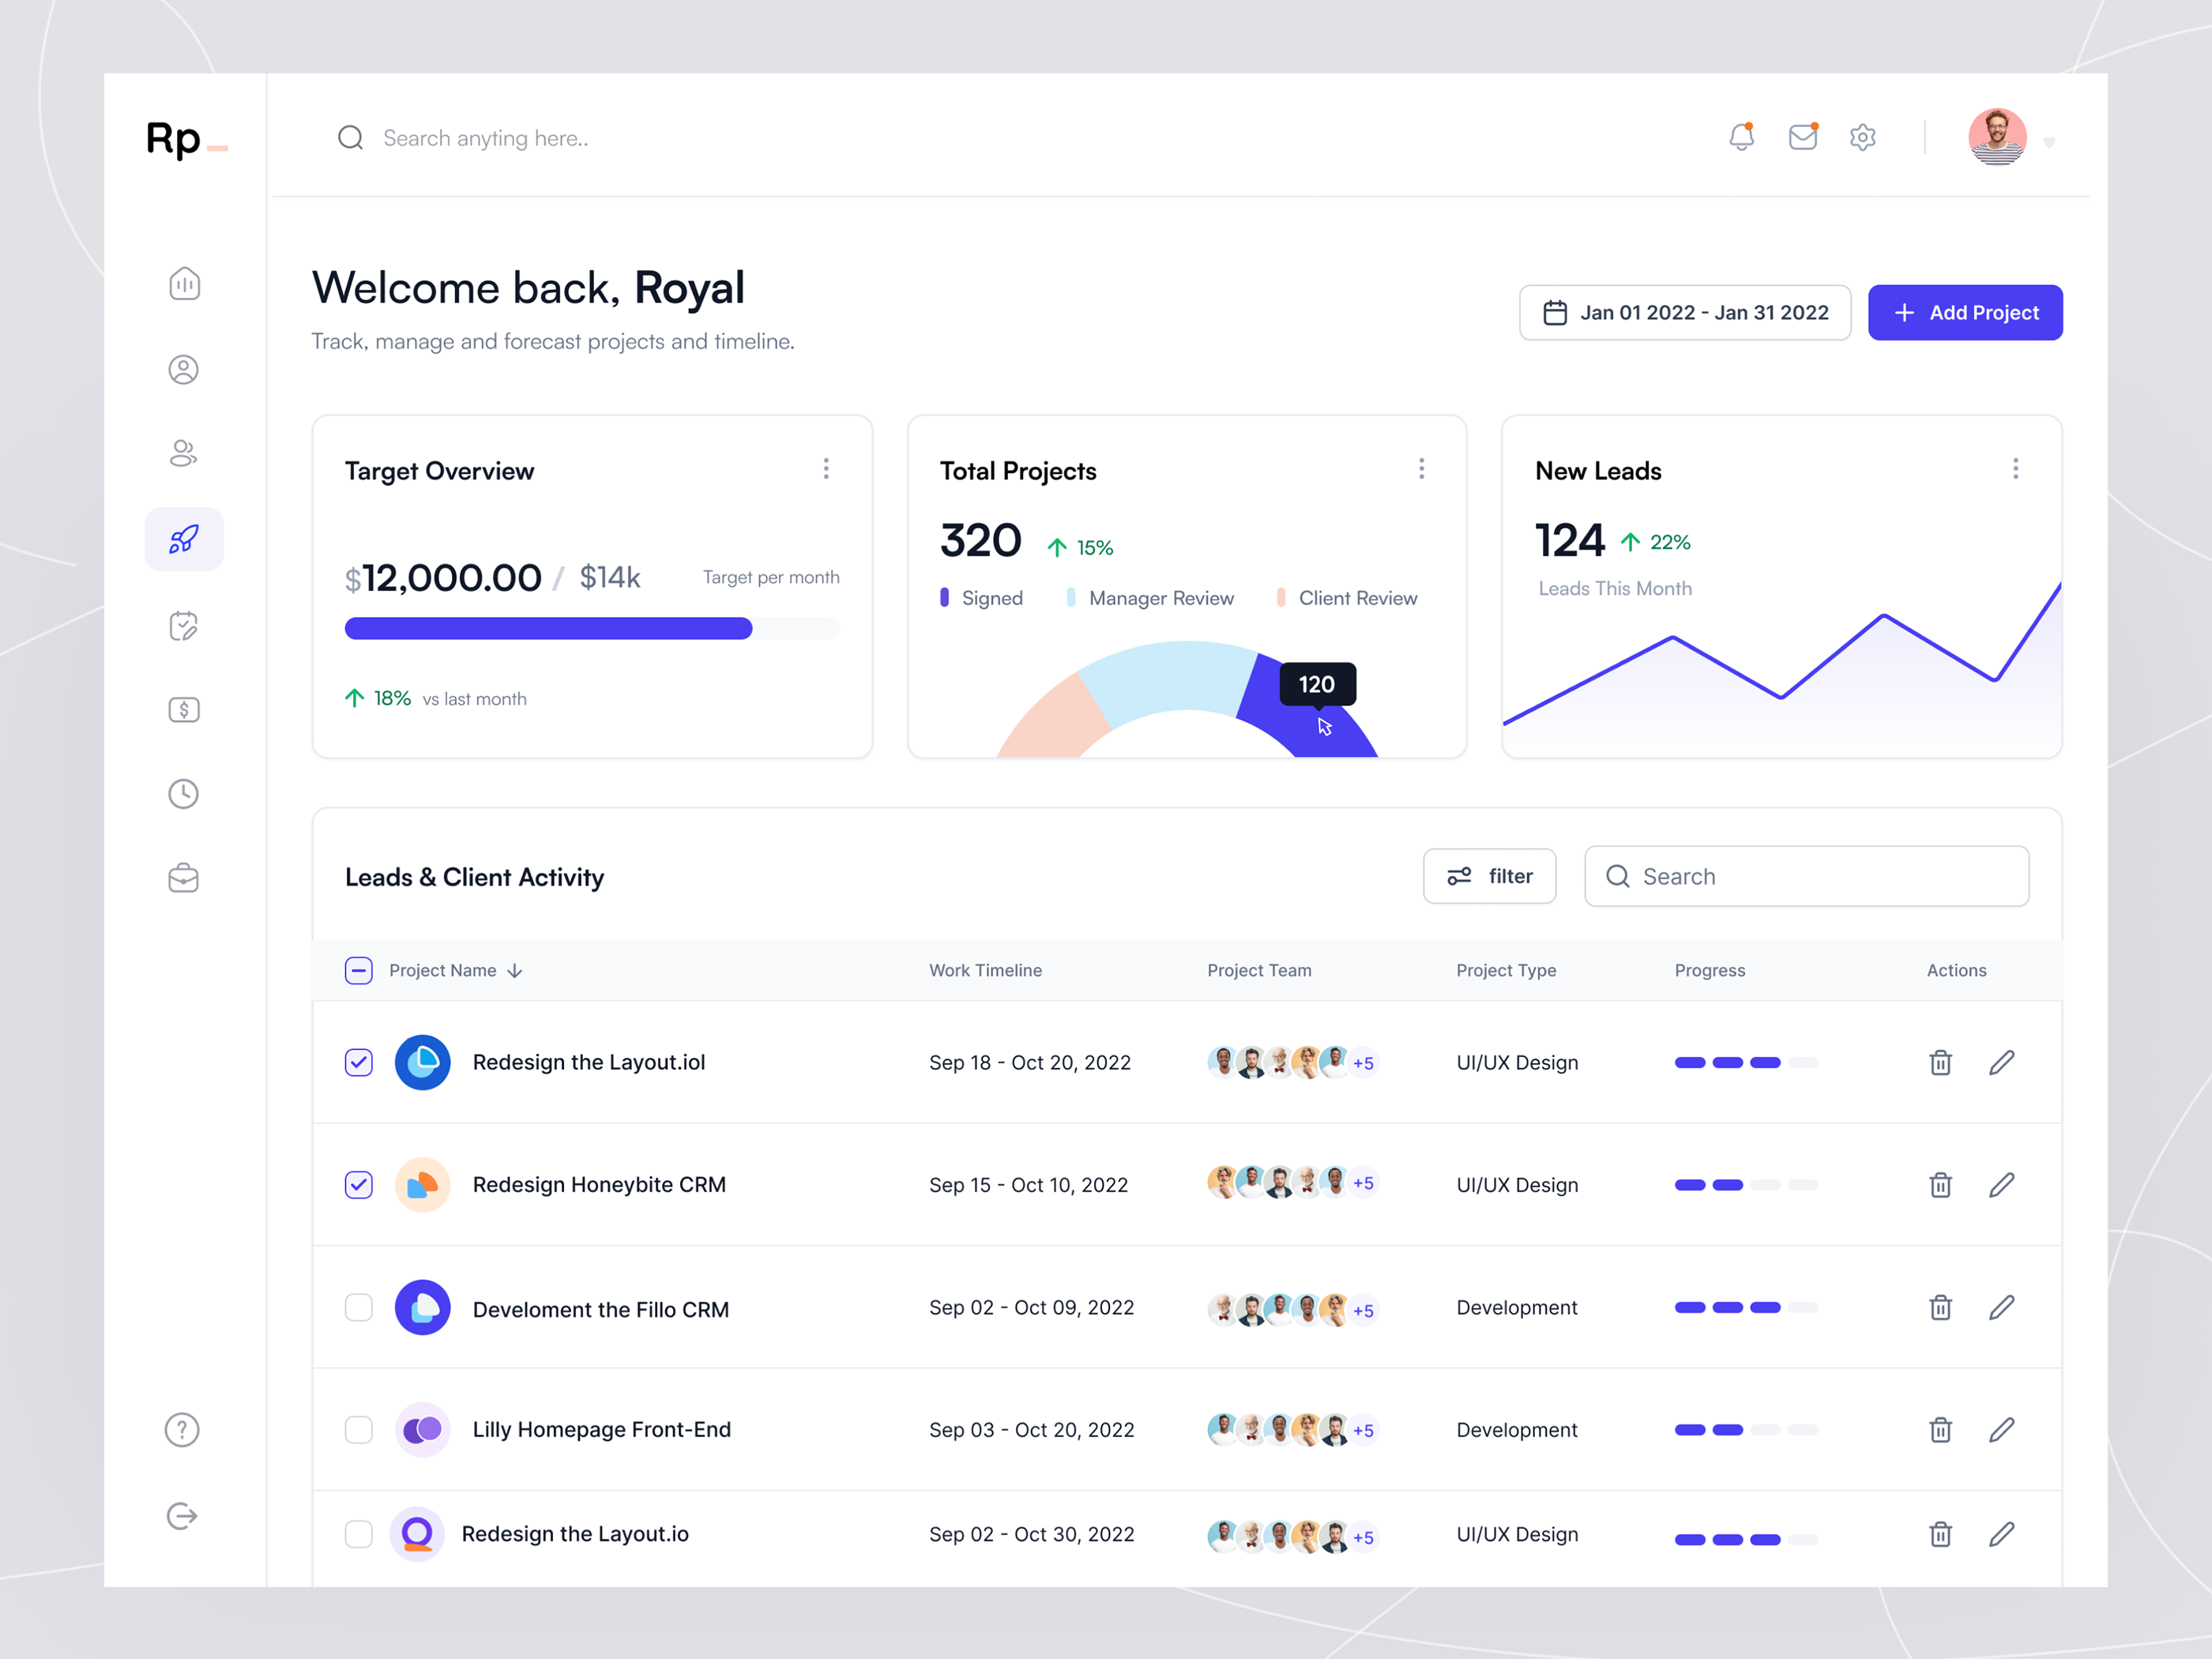 Rp_
Search anyting here..
Welcome back, Royal
Track, manage and forecast projects and timeline.
Jan 01 2022 - Jan 31 2022
+ Add Project
Target Overview
$12,000.00 / $14k
Target per month
18% vs last month
Total Projects
320 15%
Signed Manager Review Client Review
120
New Leads
124 22%
Leads This Month
Leads & Client Activity
filter
Search
Project Name Work Timeline Project Team Project Type Progress Actions
Redesign the Layout.iol Sep 18 - Oct 20, 2022 +5 UI/UX Design
Redesign Honeybite CRM Sep 15 - Oct 10, 2022 +5 UI/UX Design
Develoment the Fillo CRM Sep 02 - Oct 09, 2022 +5 Development
Lilly Homepage Front-End Sep 03 - Oct 20, 2022 +5 Development
Redesign the Layout.io Sep 02 - Oct 30, 2022 +5 UI/UX Design